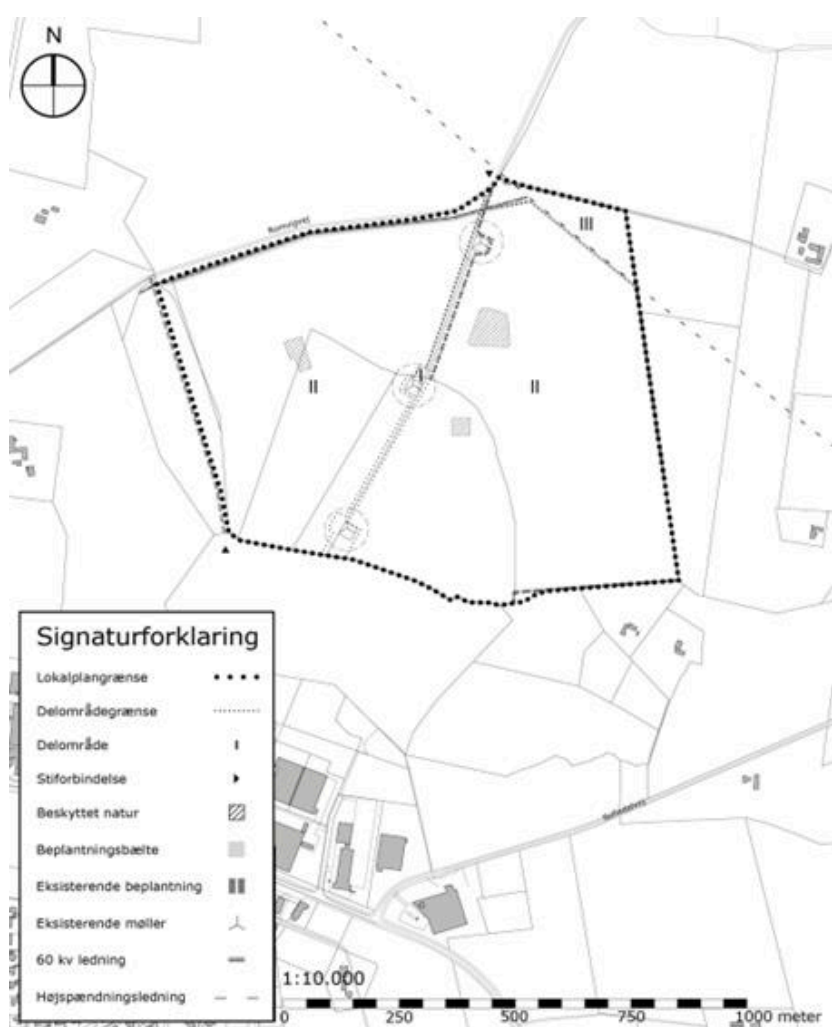 N
III
I
II
II
Signaturforklaring
Lokalplangrænse
Delområdegrænse
Delområde I
Stiforbindelse
Beskyttet natur
Beplantningsbælte
Eksisterende beplantning
Eksisterende møller
60 kv ledning
Højspændningsledning
1:10.000
0 250 500 750 1000 meter